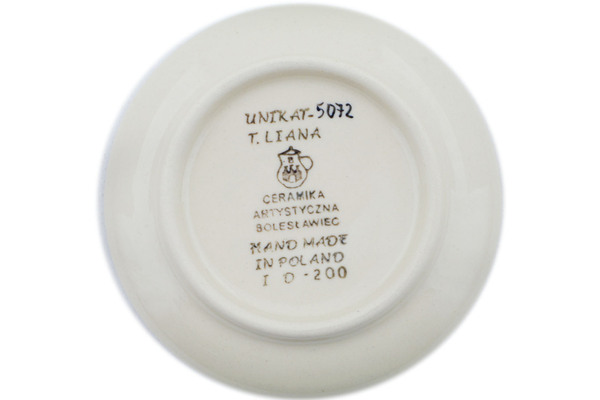 UNIKAT-5072
T. LIANA
CERAMIKA
ARTYSTYCZNA
BOLESŁAWIEC
HAND MADE
IN POLAND
I D-200